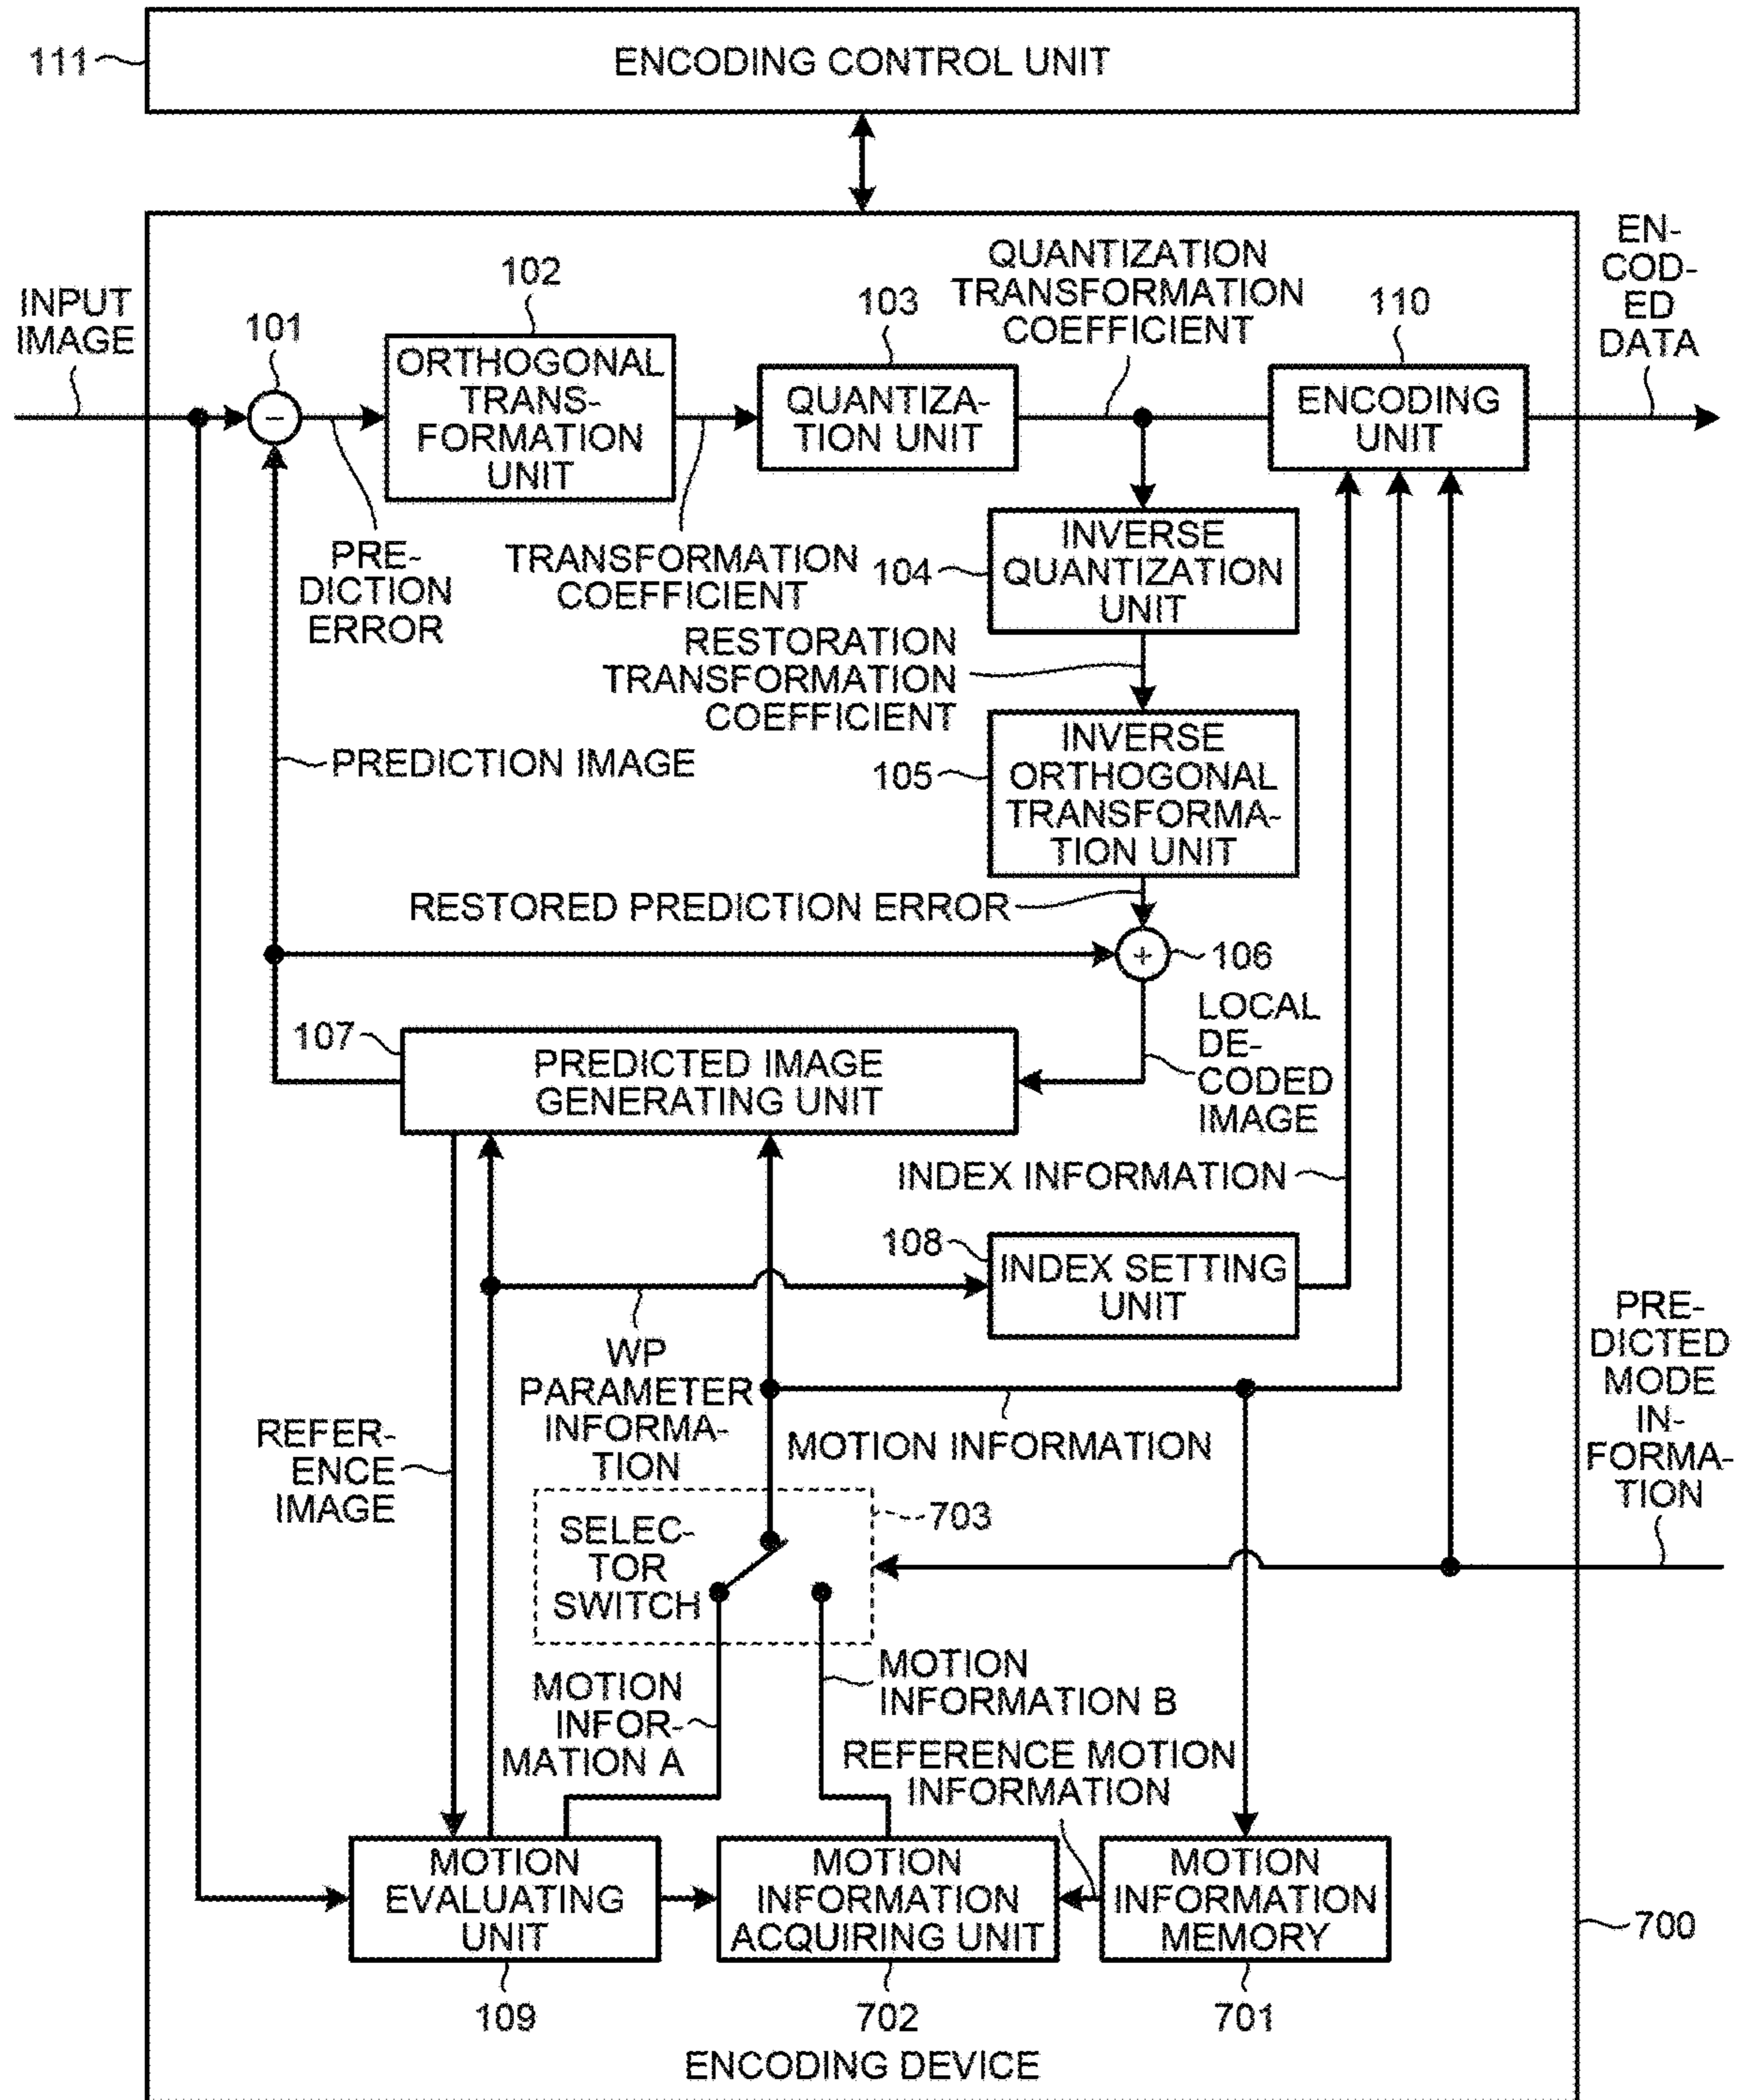 111
ENCODING CONTROL UNIT
INPUT
IMAGE
101
102
ORTHOGONAL
TRANS-
FORMATION
UNIT
103
QUANTIZA-
TION UNIT
QUANTIZATION
TRANSFORMATION
COEFFICIENT
110
ENCODING
UNIT
EN-
COD-
ED
DATA
−
PRE-
DICTION
ERROR
TRANSFORMATION
COEFFICIENT
104
INVERSE
QUANTIZATION
UNIT
RESTORATION
TRANSFORMATION
COEFFICIENT
PREDICTION IMAGE
105
INVERSE
ORTHOGONAL
TRANSFORMA-
TION UNIT
RESTORED PREDICTION ERROR
+
106
LOCAL
DE-
CODED
IMAGE
107
PREDICTED IMAGE
GENERATING UNIT
INDEX INFORMATION
108
INDEX SETTING
UNIT
WP
PARAMETER
INFORMA-
TION
MOTION INFORMATION
PRE-
DICTED
MODE
IN-
FORMA-
TION
REFER-
ENCE
IMAGE
SELEC-
TOR
SWITCH
703
MOTION
INFOR-
MATION A
MOTION
INFORMATION B
REFERENCE MOTION
INFORMATION
MOTION
EVALUATING
UNIT
MOTION
INFORMATION
ACQUIRING UNIT
MOTION
INFORMATION
MEMORY
700
109
702
701
ENCODING DEVICE